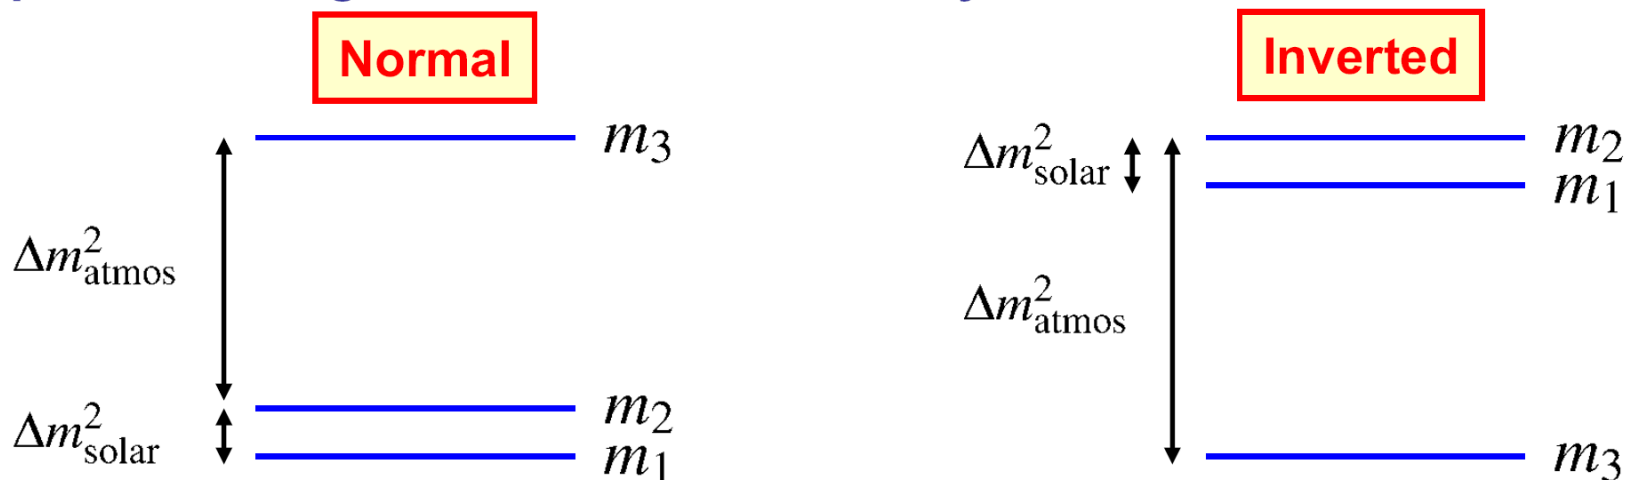 Normal
m₃
Δm²atmos
m₂
Δm²solar
m₁
Inverted
Δm²solar
m₂
m₁
Δm²atmos
m₃